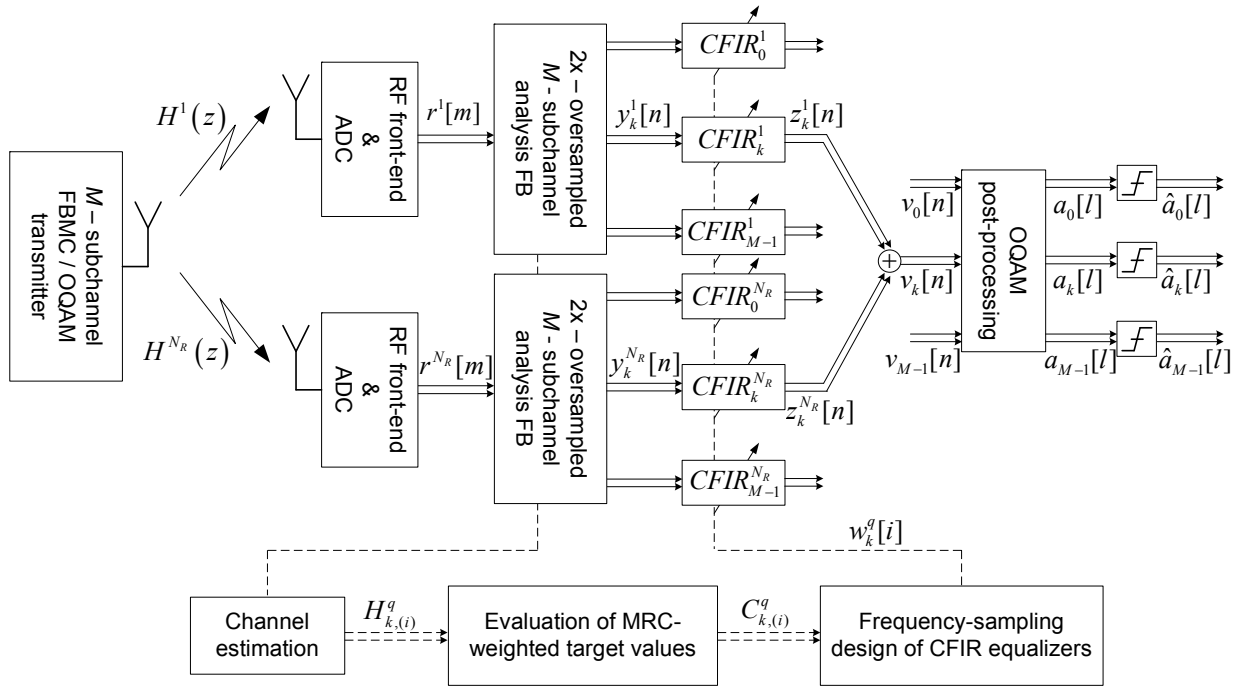 M – subchannel
FBMC / OQAM
transmitter
H^1(z)
H^{N_R}(z)
RF front-end
&
ADC
r^1[m]
2x – oversampled
M - subchannel
analysis FB
y_k^1[n]
CFIR_0^1
CFIR_k^1
CFIR_{M-1}^1
z_k^1[n]
RF front-end
&
ADC
r^{N_R}[m]
2x – oversampled
M - subchannel
analysis FB
y_k^{N_R}[n]
CFIR_0^{N_R}
CFIR_k^{N_R}
CFIR_{M-1}^{N_R}
z_k^{N_R}[n]
+
v_0[n]
v_k[n]
v_{M-1}[n]
OQAM
post-processing
a_0[l]
â_0[l]
a_k[l]
â_k[l]
a_{M-1}[l]
â_{M-1}[l]
w_k^q[i]
Channel
estimation
H_{k,(i)}^q
Evaluation of MRC-
weighted target values
C_{k,(i)}^q
Frequency-sampling
design of CFIR equalizers